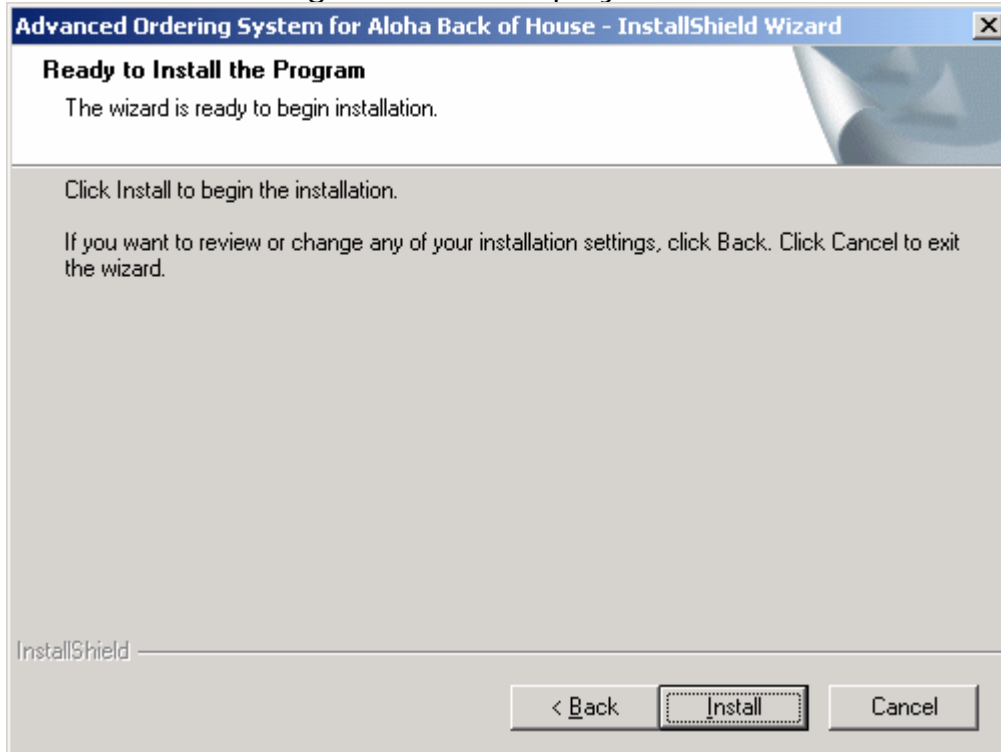 Advanced Ordering System for Aloha Back of House - InstallShield Wizard
Ready to Install the Program
The wizard is ready to begin installation.
Click Install to begin the installation.
If you want to review or change any of your installation settings, click Back. Click Cancel to exit
the wizard.
InstallShield
< Back Install Cancel